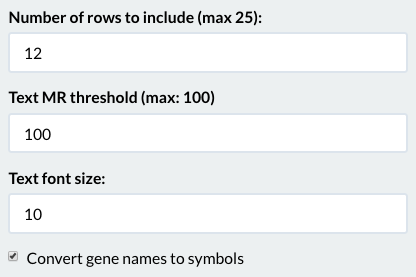 Number of rows to include (max 25):
12
Text MR threshold (max: 100)
100
Text font size:
10
Convert gene names to symbols